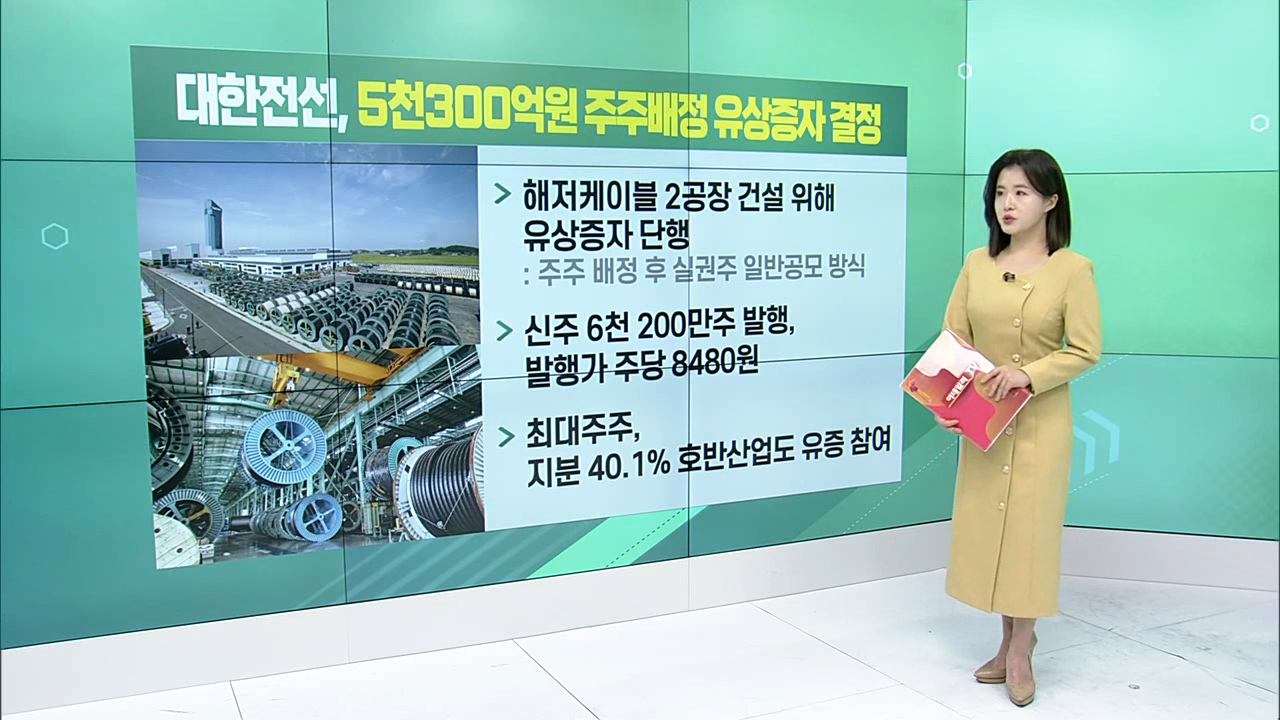 대한전선, 5천300억원 주주배정 유상증자 결정
해저케이블 2공장 건설 위해
유상증자 단행
: 주주 배정 후 실권주 일반공모 방식
신주 6천 200만주 발행,
발행가 주당 8480원
최대주주,
지분 40.1% 호반산업도 유증 참여